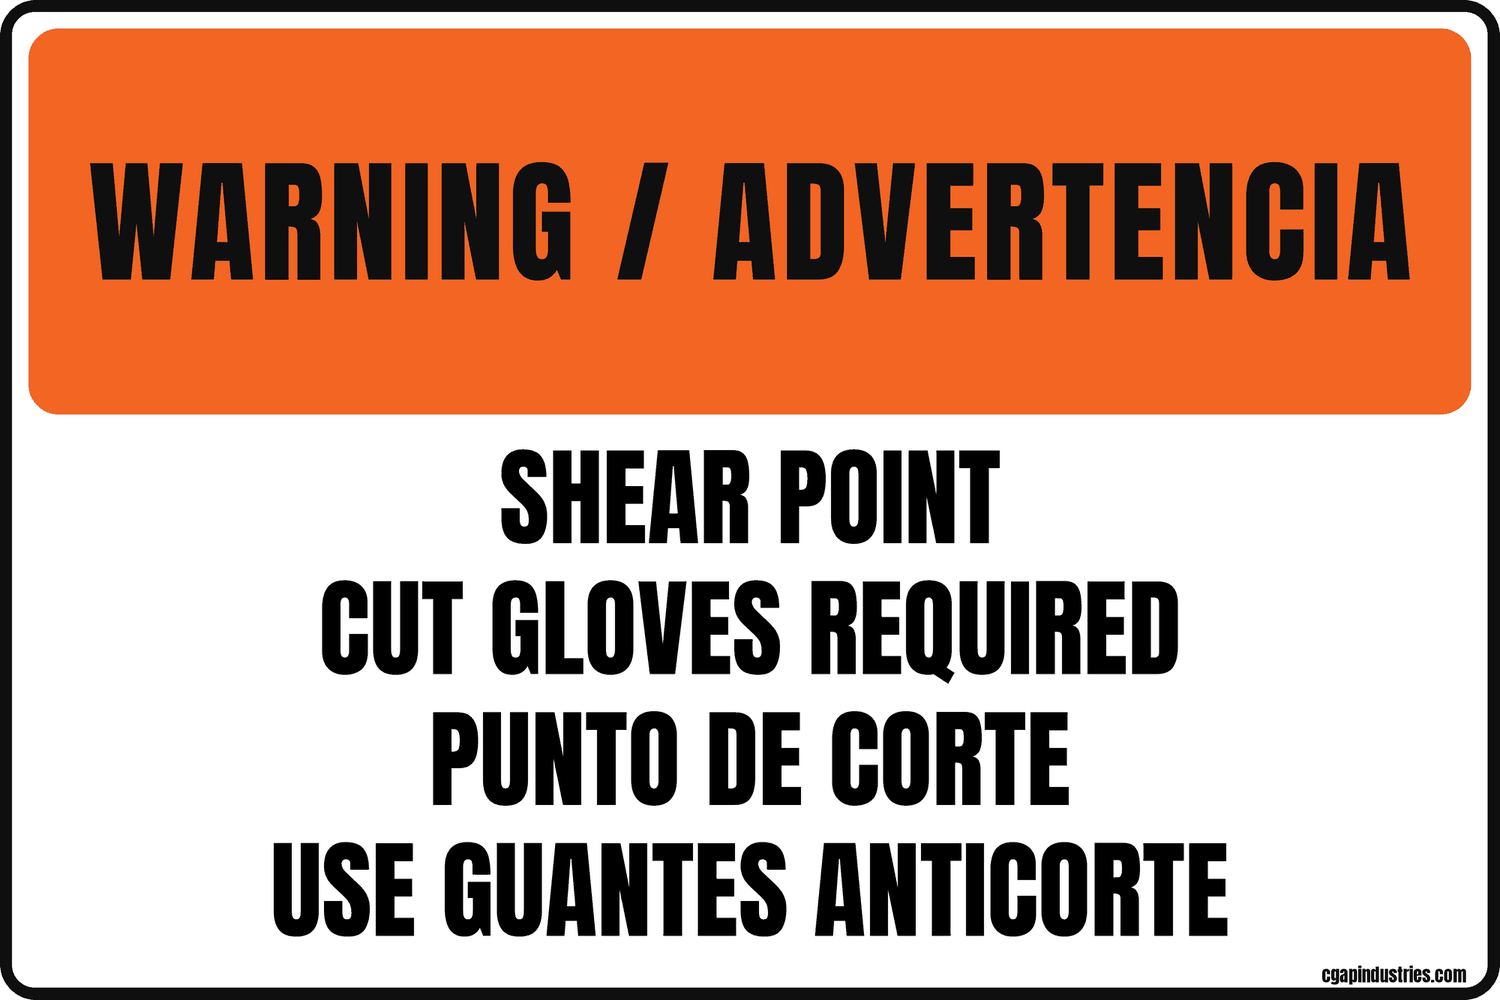 WARNING / ADVERTENCIA
SHEAR POINT
CUT GLOVES REQUIRED
PUNTO DE CORTE
USE GUANTES ANTICORTE
cgapindustries.com